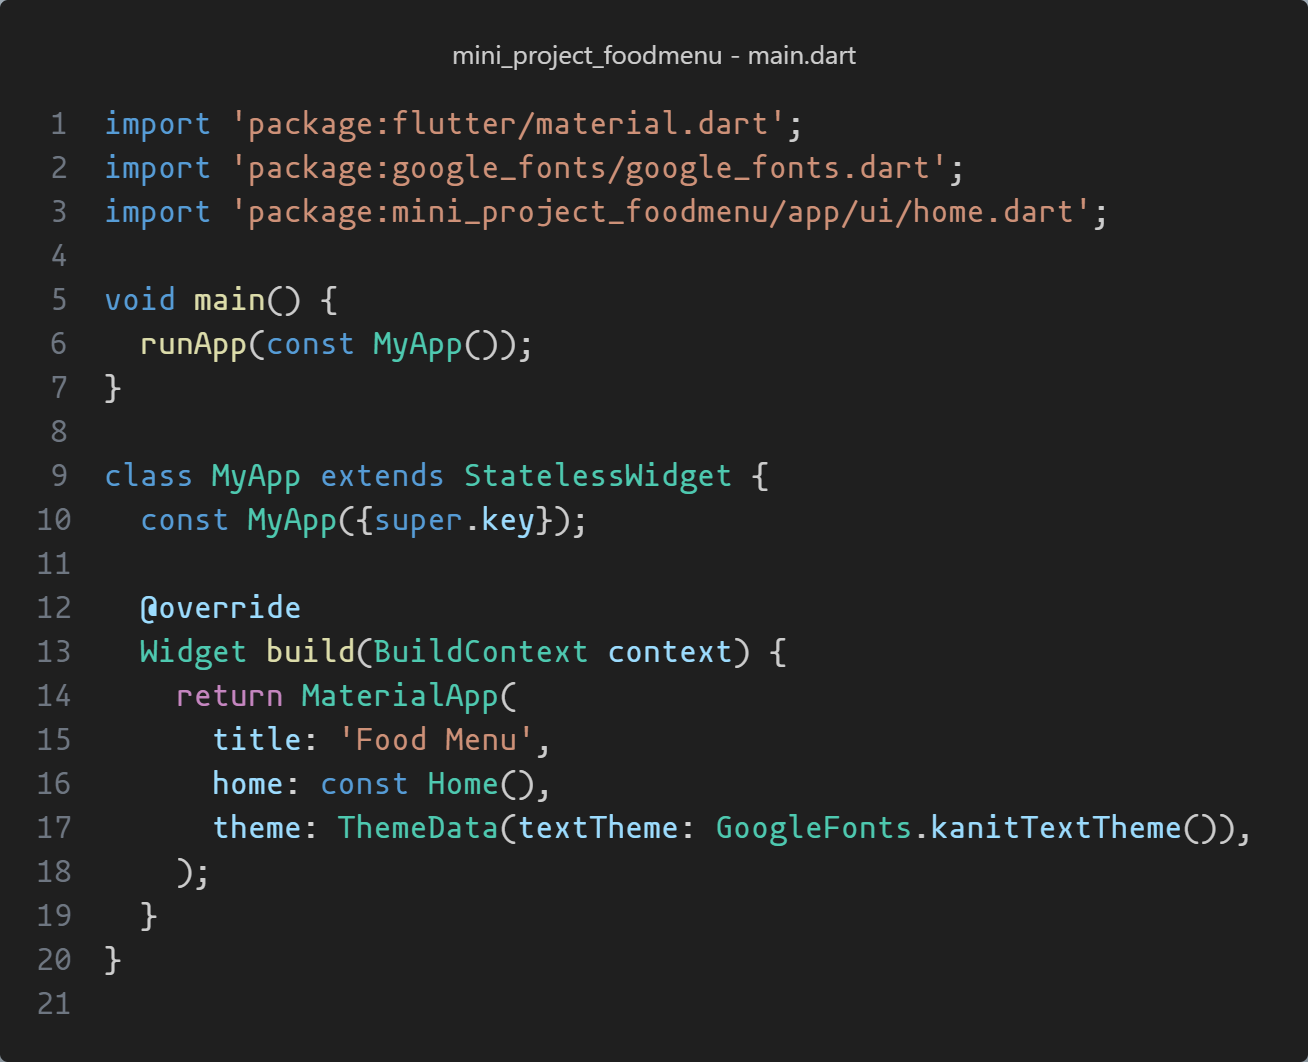 mini_project_foodmenu - main.dart
1 import 'package:flutter/material.dart';
2 import 'package:google_fonts/google_fonts.dart';
3 import 'package:mini_project_foodmenu/app/ui/home.dart';
4
5 void main() {
6   runApp(const MyApp());
7 }
8
9 class MyApp extends StatelessWidget {
10   const MyApp({super.key});
11
12   @override
13   Widget build(BuildContext context) {
14     return MaterialApp(
15       title: 'Food Menu',
16       home: const Home(),
17       theme: ThemeData(textTheme: GoogleFonts.kanitTextTheme()),
18     );
19   }
20 }
21